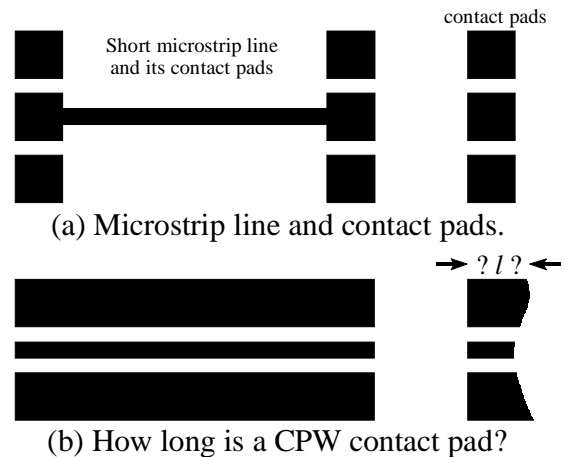 contact pads
Short microstrip line
and its contact pads
(a) Microstrip line and contact pads.
? l ?
(b) How long is a CPW contact pad?